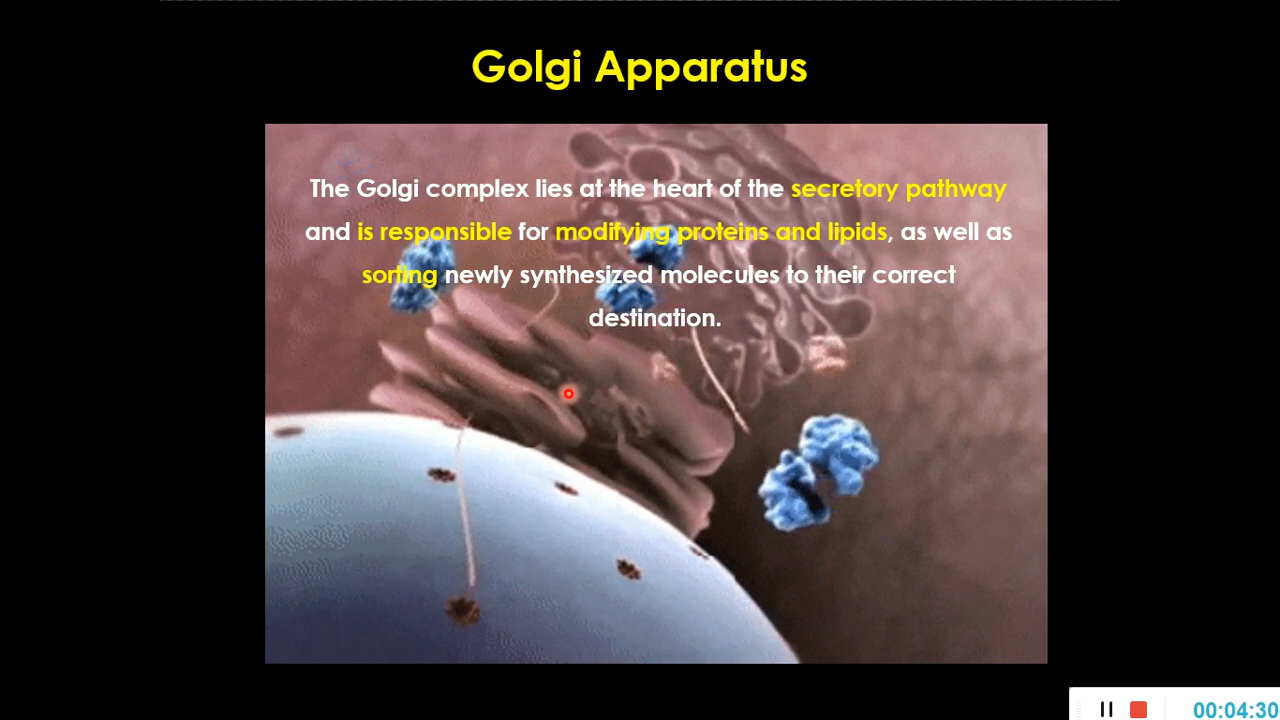 Golgi Apparatus
The Golgi complex lies at the heart of the secretory pathway
and is responsible for modifying proteins and lipids, as well as
sorting newly synthesized molecules to their correct
destination.
00:04:30